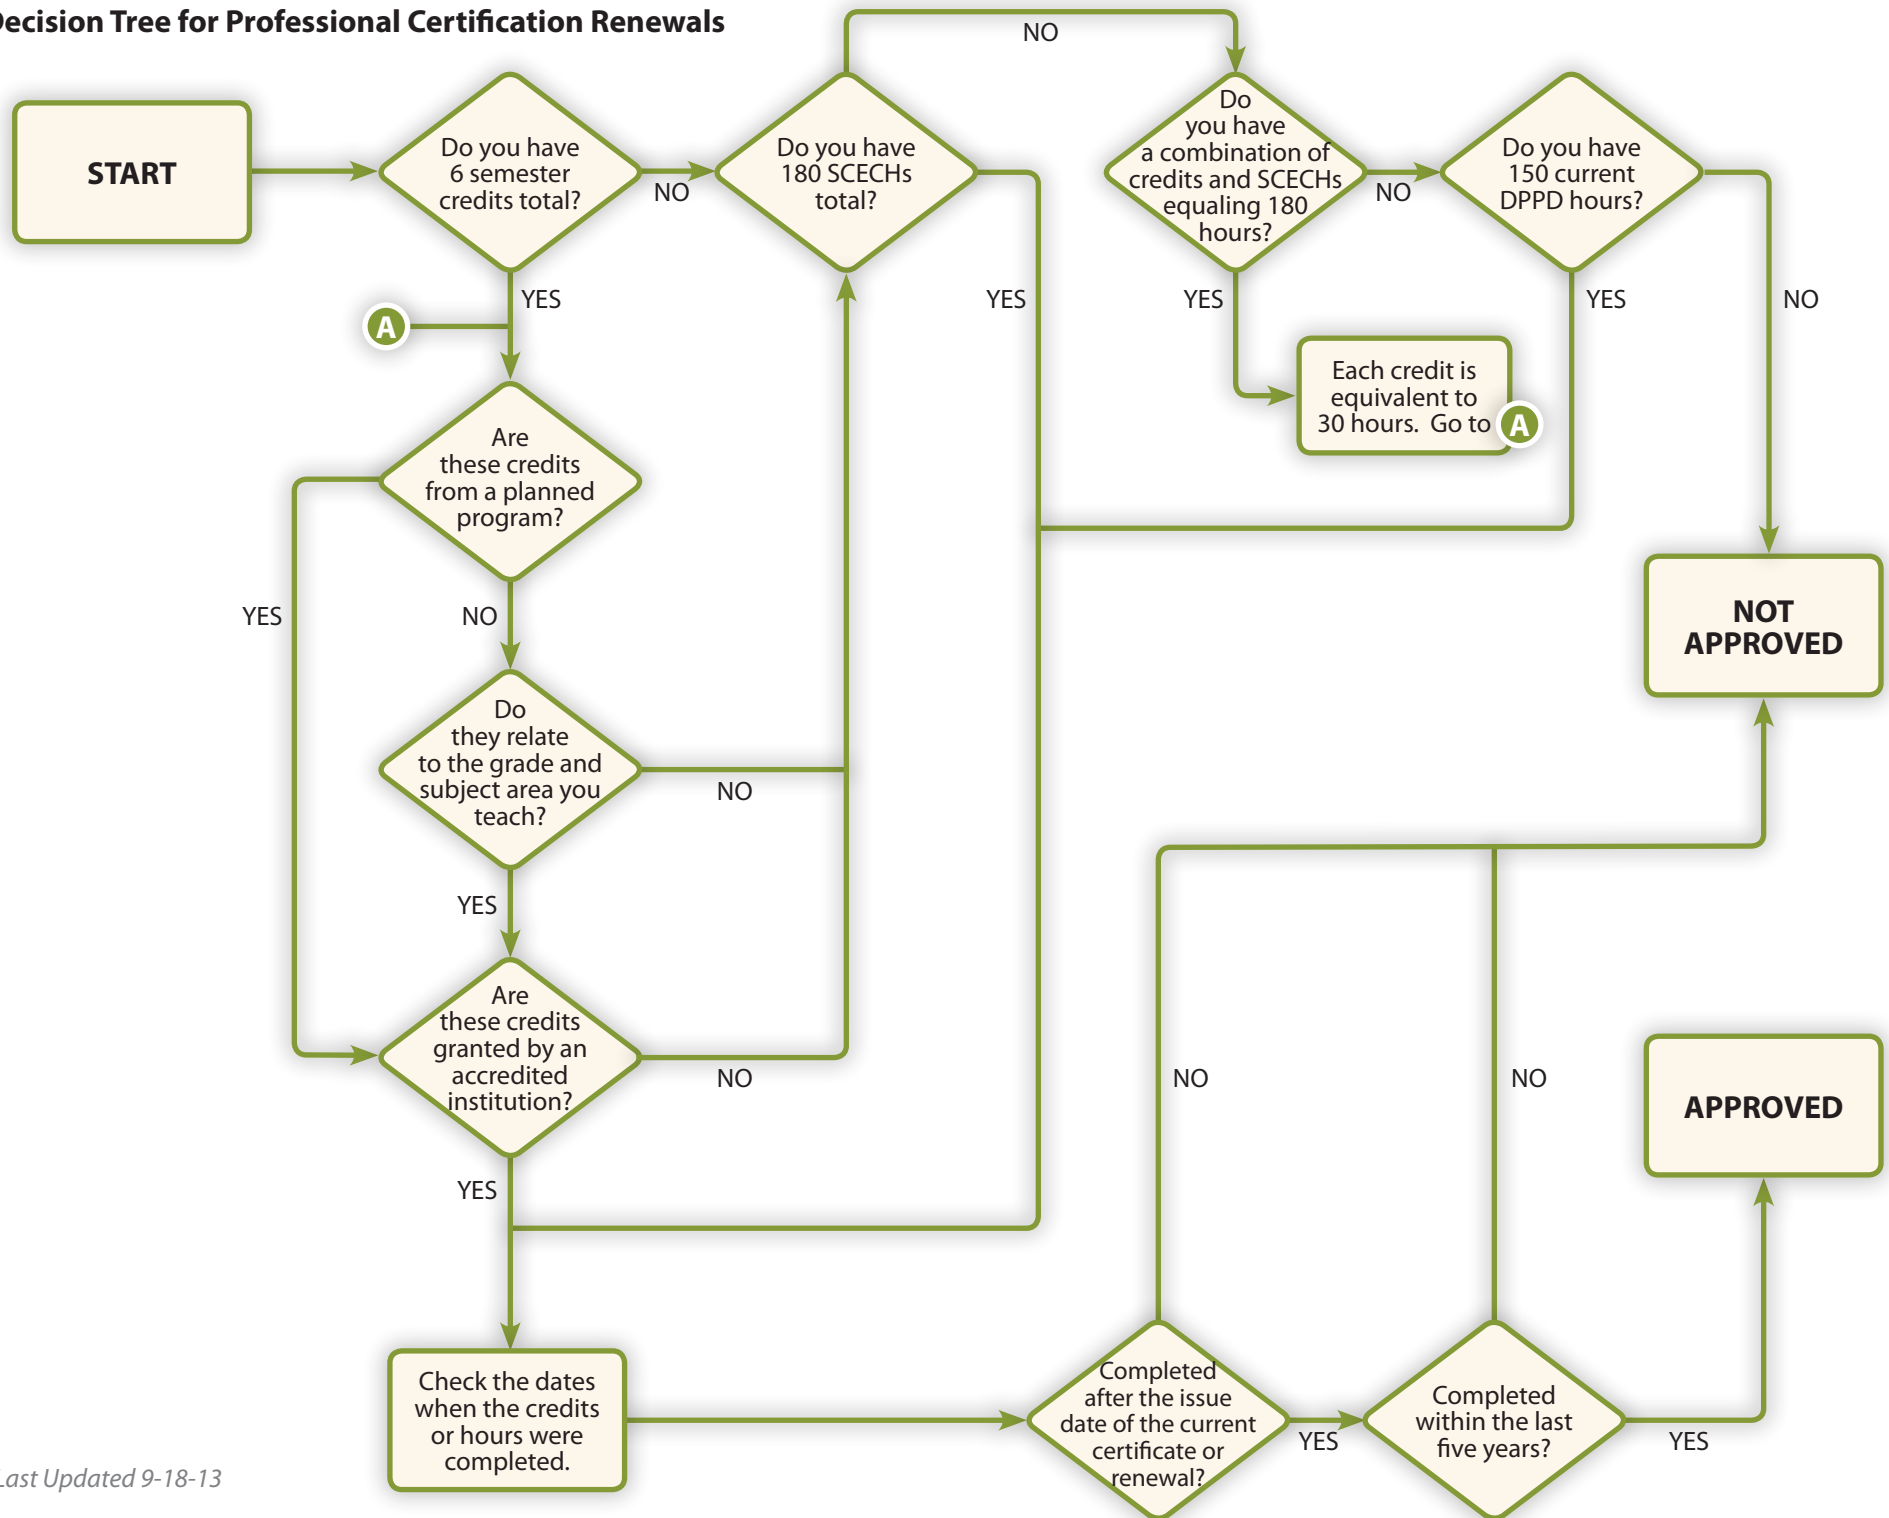 Decision Tree for Professional Certification Renewals
START
Do you have
6 semester
credits total?
NO
YES
A
Do you have
180 SCECHs
total?
NO
YES
Do
you have
a combination of
credits and SCECHs
equaling 180
hours?
NO
YES
Each credit is
equivalent to
30 hours. Go to
A
Do you have
150 current
DPPD hours?
YES
NO
Are
these credits
from a planned
program?
YES
NO
Do
they relate
to the grade and
subject area you
teach?
NO
YES
Are
these credits
granted by an
accredited
institution?
NO
YES
Check the dates
when the credits
or hours were
completed.
Completed
after the issue
date of the current
certificate or
renewal?
NO
YES
Completed
within the last
five years?
NO
YES
NOT
APPROVED
APPROVED
Last Updated 9-18-13